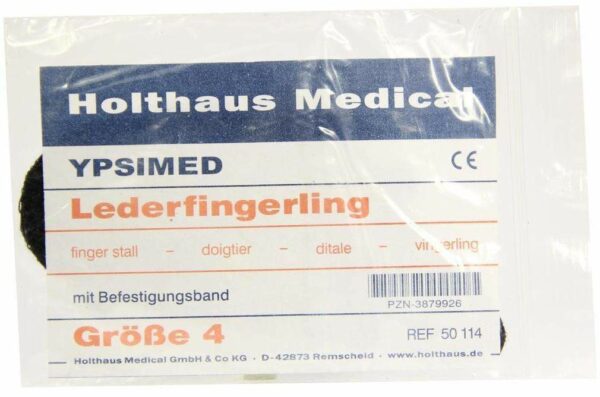 Holthaus Medical
YPSIMED CE
Lederfingerling
finger stall – doigtier – ditale – vingerling
mit Befestigungsband
PZN-3879926
Größe 4 REF 50 114
Holthaus Medical GmbH & Co KG · D-42873 Remscheid · www.holthaus.de